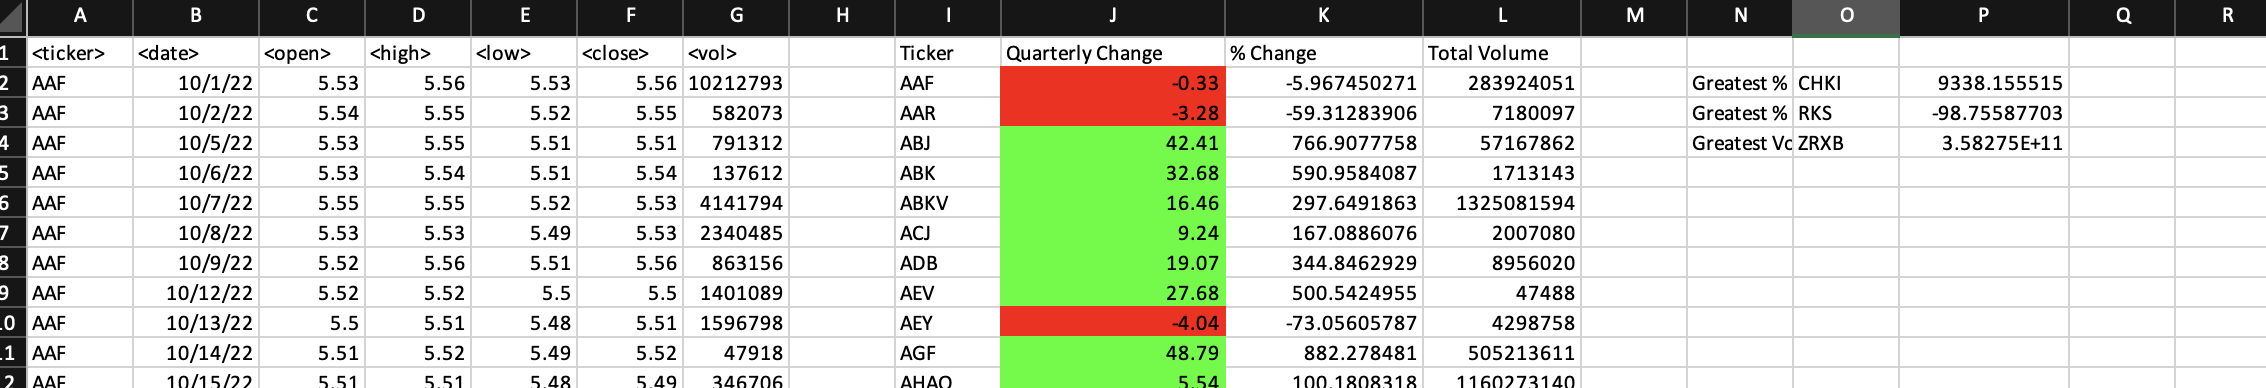 A B C D E F G H I J K L M N O P Q R
1 <ticker> <date> <open> <high> <low> <close> <vol> Ticker Quarterly Change % Change Total Volume
2 AAF 10/1/22 5.53 5.56 5.53 5.56 10212793 AAF -0.33 -5.967450271 283924051 Greatest % CHKI 9338.155515
3 AAF 10/2/22 5.54 5.55 5.52 5.55 582073 AAR -3.28 -59.31283906 7180097 Greatest % RKS -98.75587703
4 AAF 10/5/22 5.53 5.55 5.51 5.51 791312 ABJ 42.41 766.9077758 57167862 Greatest Vo ZRXB 3.58275E+11
5 AAF 10/6/22 5.53 5.54 5.51 5.54 137612 ABK 32.68 590.9584087 1713143
6 AAF 10/7/22 5.55 5.55 5.52 5.53 4141794 ABKV 16.46 297.6491863 1325081594
7 AAF 10/8/22 5.53 5.53 5.49 5.53 2340485 ACJ 9.24 167.0886076 2007080
8 AAF 10/9/22 5.52 5.56 5.51 5.56 863156 ADB 19.07 344.8462929 8956020
9 AAF 10/12/22 5.52 5.52 5.5 5.5 1401089 AEV 27.68 500.5424955 47488
10 AAF 10/13/22 5.5 5.51 5.48 5.51 1596798 AEY -4.04 -73.05605787 4298758
11 AAF 10/14/22 5.51 5.52 5.49 5.52 47918 AGF 48.79 882.278481 505213611
2 AAF 10/15/22 5.51 5.51 5.48 5.49 346706 AHAO 5.54 100.1808318 1160273140